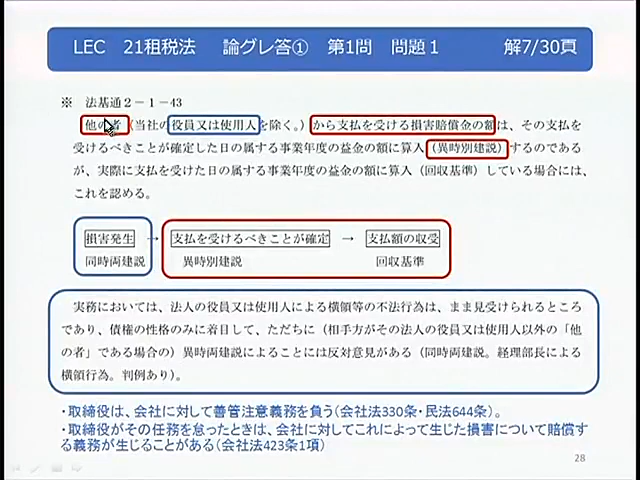 LEC 21租税法 論グレ答① 第1問 問題1 解7/30頁
※ 法基通2-1-43
他の者(当社の役員又は使用人を除く。)から支払を受ける損害賠償金の額は、その支払を
受けるべきことが確定した日の属する事業年度の益金の額に算入(異時別建説)するのである
が、実際に支払を受けた日の属する事業年度の益金の額に算入(回収基準)している場合には、
これを認める。
損害発生 → 支払を受けるべきことが確定 → 支払額の収受
同時両建説 異時別建説 回収基準
実務においては、法人の役員又は使用人による横領等の不法行為は、まま見受けられるところ
であり、債権の性格のみに着目して、ただちに(相手方がその法人の役員又は使用人以外の「他
の者」である場合の)異時両建説によることには反対意見がある(同時両建説。経理部長による
横領行為。判例あり)。
・取締役は、会社に対して善管注意義務を負う(会社法330条・民法644条)。
・取締役がその任務を怠ったときは、会社に対してこれによって生じた損害について賠償す
る義務が生じることがある(会社法423条1項)
28